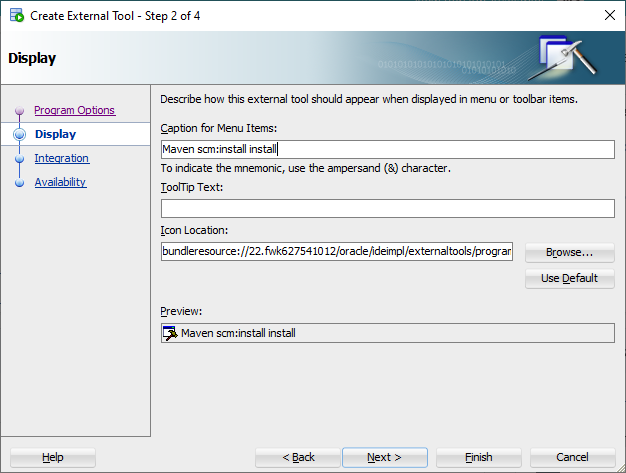 Create External Tool - Step 2 of 4
Display
Program Options
Display
Integration
Availability
Describe how this external tool should appear when displayed in menu or toolbar items.
Caption for Menu Items:
Maven scm:install install
To indicate the mnemonic, use the ampersand (&) character.
ToolTip Text:
Icon Location:
bundleresource://22.fwk627541012/oracle/ideimpl/externaltools/program
Browse...
Use Default
Preview:
Maven scm:install install
Help
< Back
Next >
Finish
Cancel